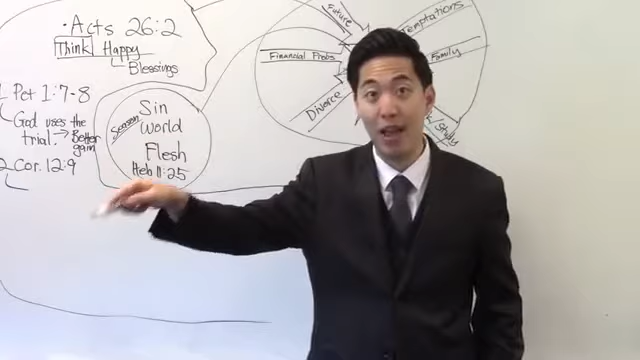 · Acts 26:2
Think Happy
Blessings
Pet 1:7-8
God uses the
trial. → Better
gain
2 Cor. 12:9
Season
Sin
World
Flesh
Heb 11:25
Future
Temptations
Financial Probs
Family
Divorce
Study